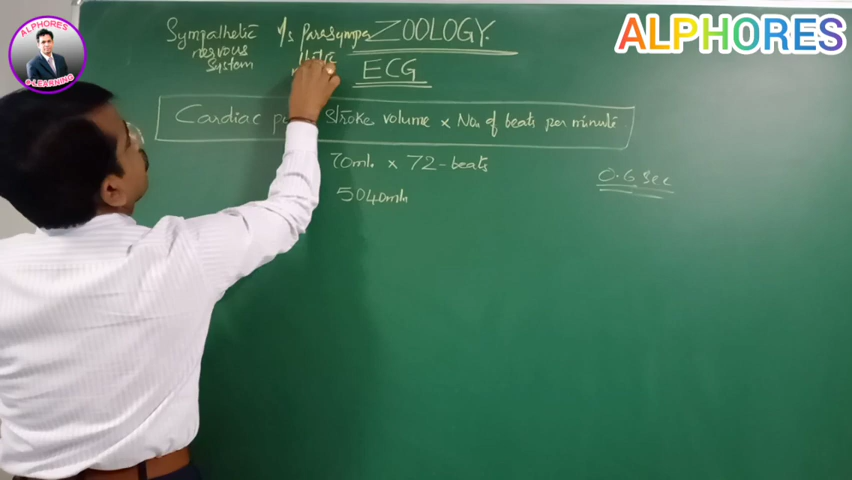 ALPHORES
e-LEARNING
ALPHORES
Sympathetic v/s Parasympa
nervous
System
thetic
ZOOLOGY
ECG
Cardiac stroke volume x No. of beats per minute
70ml. x 72-beats
5040ml
0.6 Sec